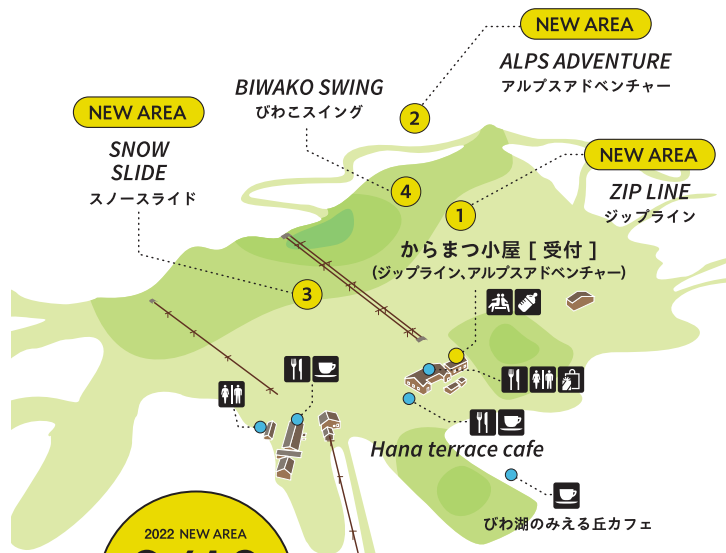 NEW AREA
ALPS ADVENTURE
アルプスアドベンチャー
BIWAKO SWING
びわこスイング
2
NEW AREA
SNOW
SLIDE
スノースライド
NEW AREA
ZIP LINE
ジップライン
4
1
からまつ小屋 [ 受付 ]
(ジップライン、アルプスアドベンチャー)
3
Hana terrace cafe
びわ湖のみえる丘カフェ
2022 NEW AREA